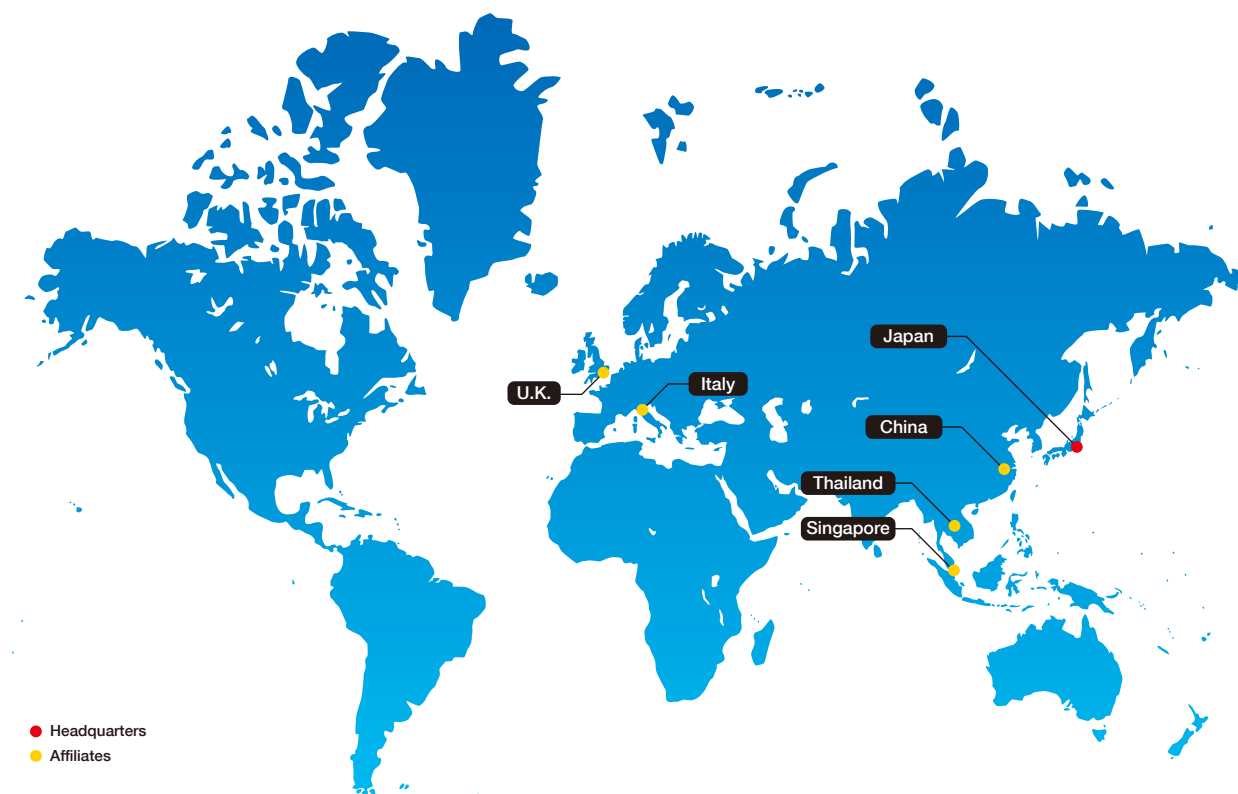 Japan
U.K.
Italy
China
Thailand
Singapore
Headquarters
Affiliates